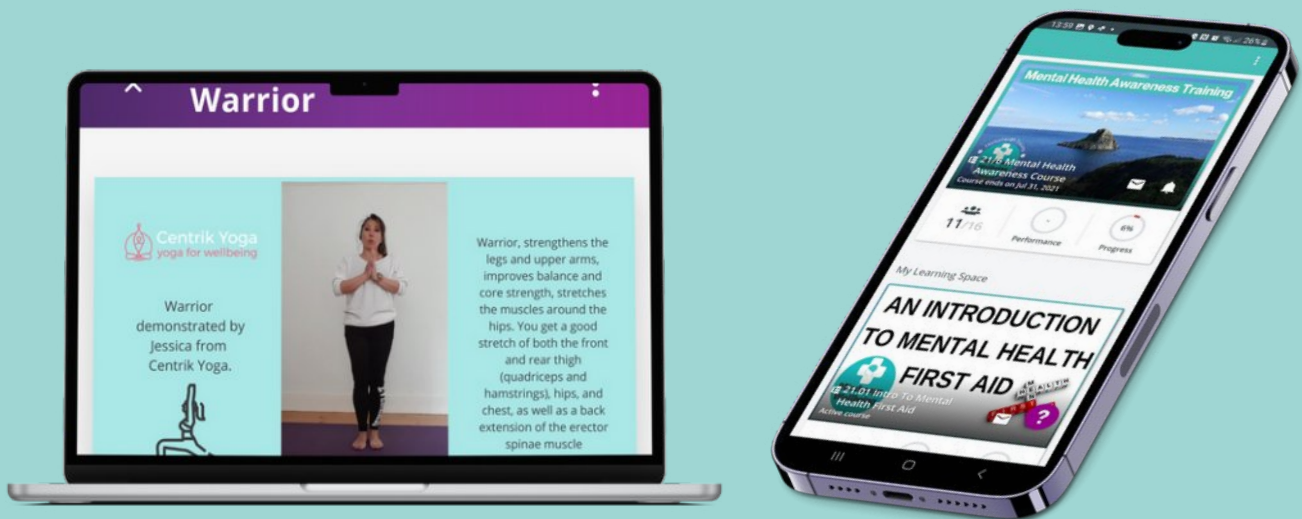 Warrior
Centrik Yoga
yoga for wellbeing
Warrior
demonstrated by
Jessica from
Centrik Yoga.
Warrior, strengthens the
legs and upper arms,
improves balance and
core strength, stretches
the muscles around the
hips. You get a good
stretch of both the front
and rear thigh
(quadriceps and
hamstrings), hips, and
chest, as well as a back
extension of the erector
spinae muscle
13:59
26%
Mental Health Awareness Training
21/6 Mental Health
Awareness Course
Course ends on Jul 31, 2021
11/16
Performance
6%
Progress
My Learning Space
AN INTRODUCTION
TO MENTAL HEALTH
FIRST AID
HEALTH
FIRST
?
21.01 Intro To Mental
Health First Aid
Active course